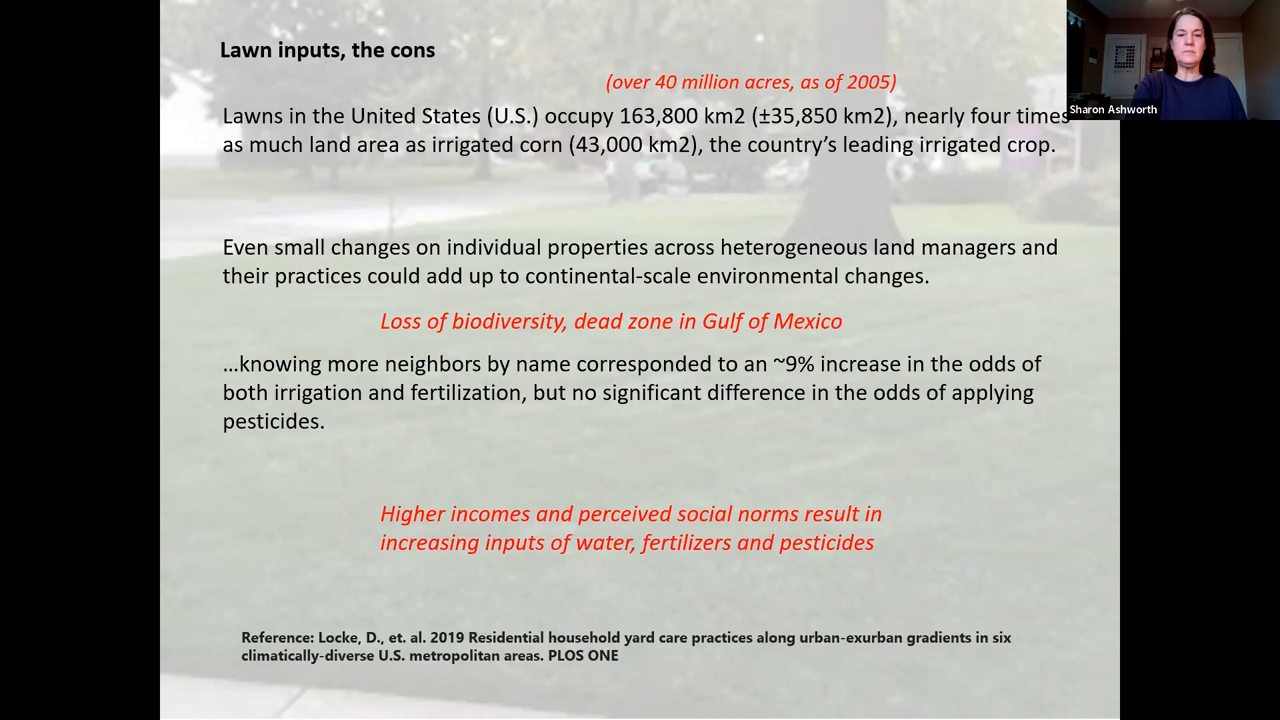 Lawn inputs, the cons
(over 40 million acres, as of 2005)
Lawns in the United States (U.S.) occupy 163,800 km2 (±35,850 km2), nearly four times
as much land area as irrigated corn (43,000 km2), the country’s leading irrigated crop.
Sharon Ashworth
Even small changes on individual properties across heterogeneous land managers and
their practices could add up to continental-scale environmental changes.
Loss of biodiversity, dead zone in Gulf of Mexico
…knowing more neighbors by name corresponded to an ~9% increase in the odds of
both irrigation and fertilization, but no significant difference in the odds of applying
pesticides.
Higher incomes and perceived social norms result in
increasing inputs of water, fertilizers and pesticides
Reference: Locke, D., et. al. 2019 Residential household yard care practices along urban-exurban gradients in six
climatically-diverse U.S. metropolitan areas. PLOS ONE